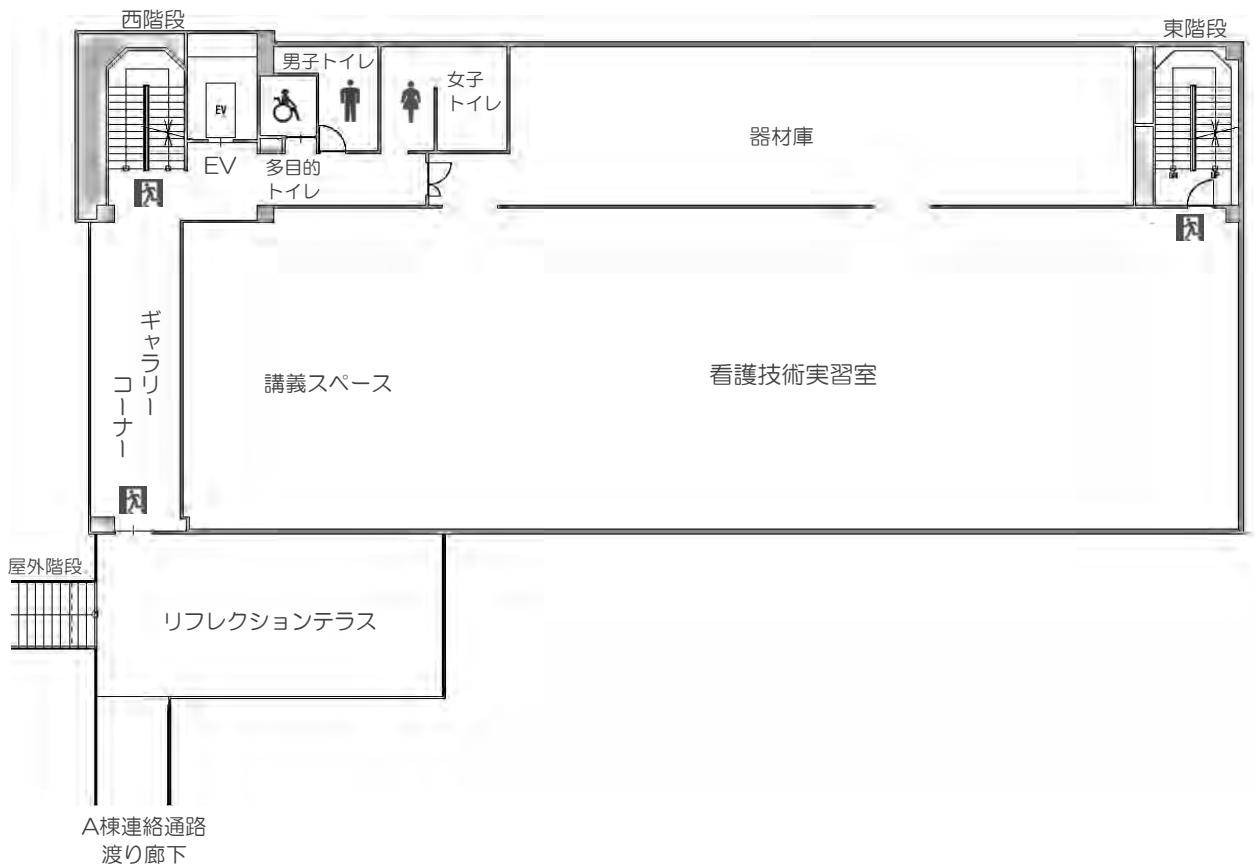 西階段
東階段
男子トイレ
女子
トイレ
EV
器材庫
EV
多目的
トイレ
ギャラリー
コーナー
講義スペース
看護技術実習室
屋外階段
リフレクションテラス
A棟連絡通路
渡り廊下